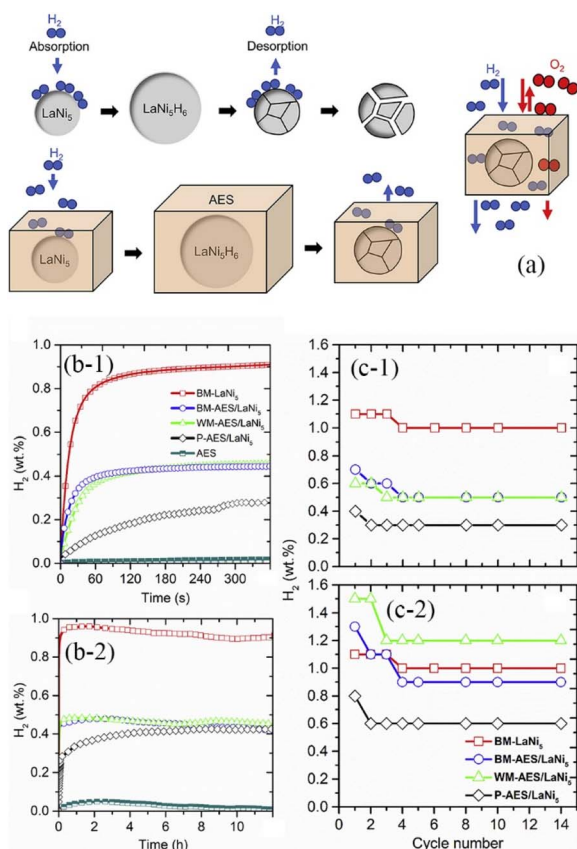 H2
Absorption
LaNi5
LaNi5H6
H2
Desorption
H2
O2
H2
LaNi5
AES
LaNi5H6
(a)
(b-1)
H2 (wt.%)
1.0
0.8
0.6
0.4
0.2
0.0
BM-LaNi5
BM-AES/LaNi5
WM-AES/LaNi5
P-AES/LaNi5
AES
0 60 120 180 240 300 360
Time (s)
(b-2)
H2 (wt.%)
1.0
0.8
0.6
0.4
0.2
0.0
0 2 4 6 8 10 12
Time (h)
(c-1)
H2 (wt.%)
1.4
1.2
1.0
0.8
0.6
0.4
0.2
0.0
(c-2)
1.6
1.4
1.2
1.0
0.8
0.6
0.4
0.2
0.0
BM-LaNi5
BM-AES/LaNi5
WM-AES/LaNi5
P-AES/LaNi5
0 2 4 6 8 10 12 14
Cycle number